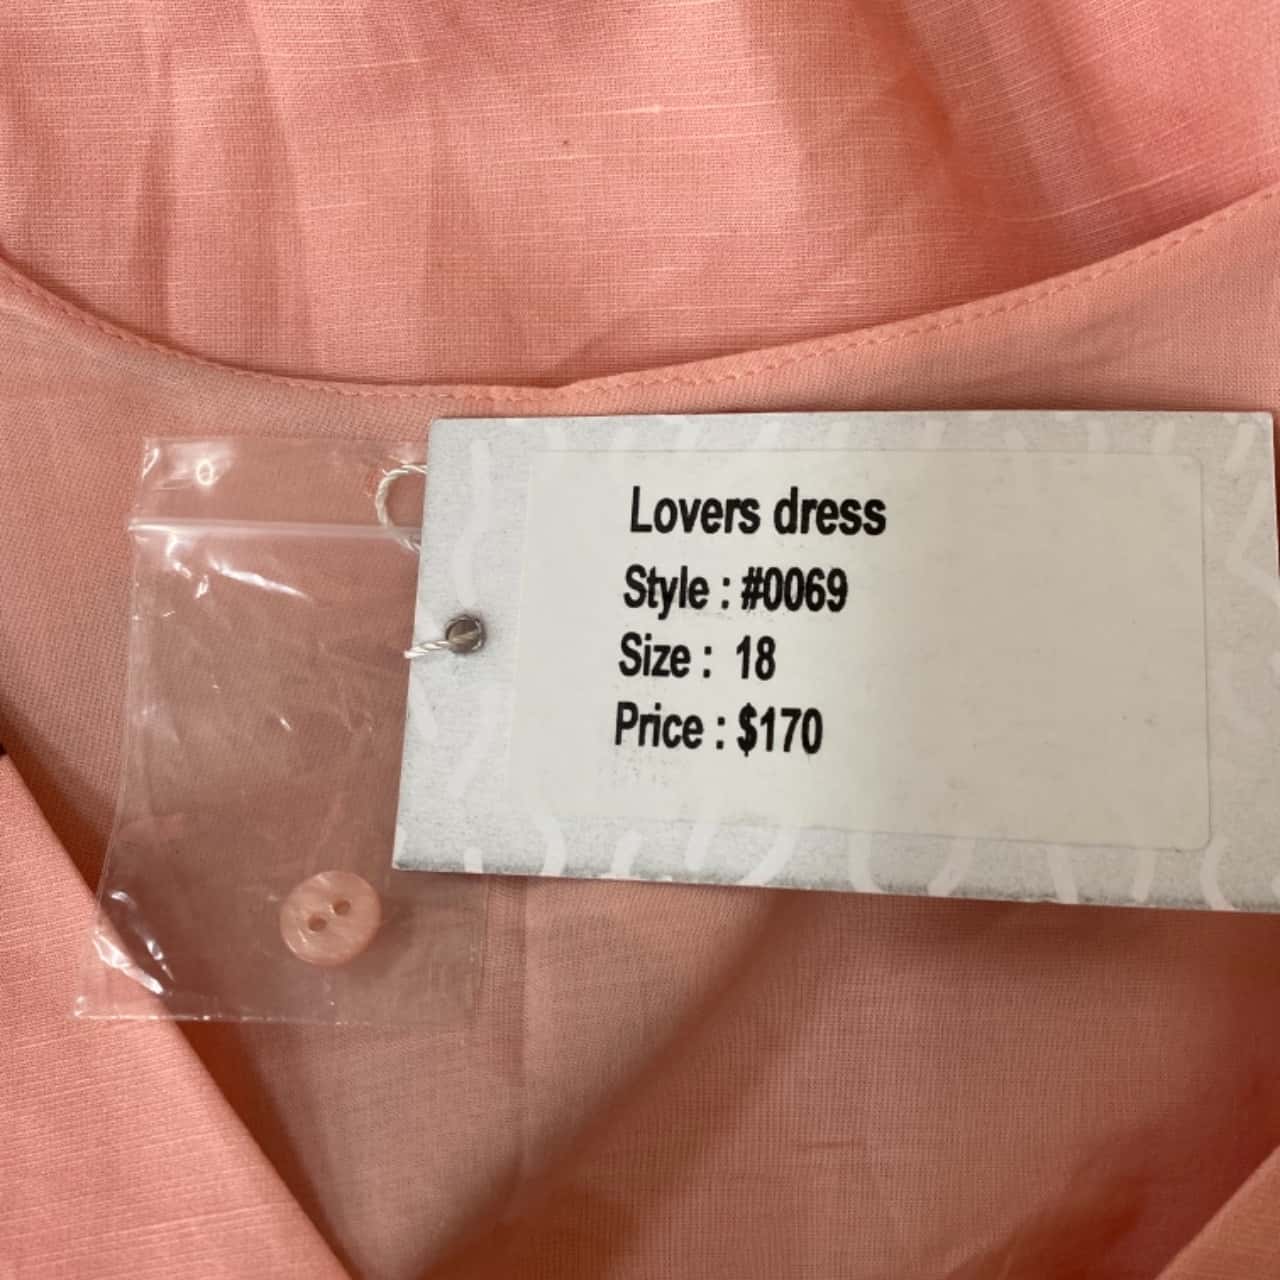 Lovers dress
Style : #0069
Size : 18
Price : $170